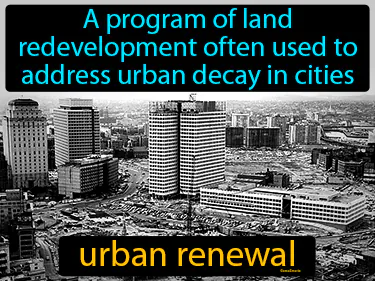 A program of land
redevelopment often used to
address urban decay in cities
urban renewal